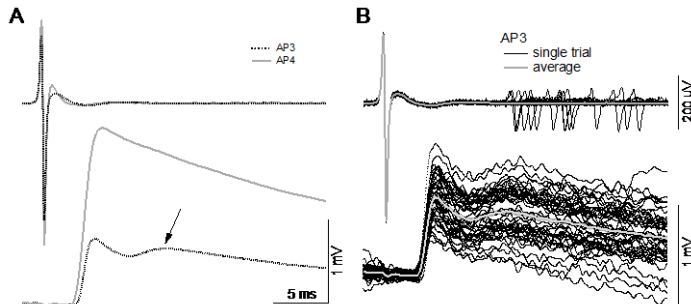 A
AP3
AP4
1 mV
5 ms
B
AP3
single trial
average
200 µV
1 mV